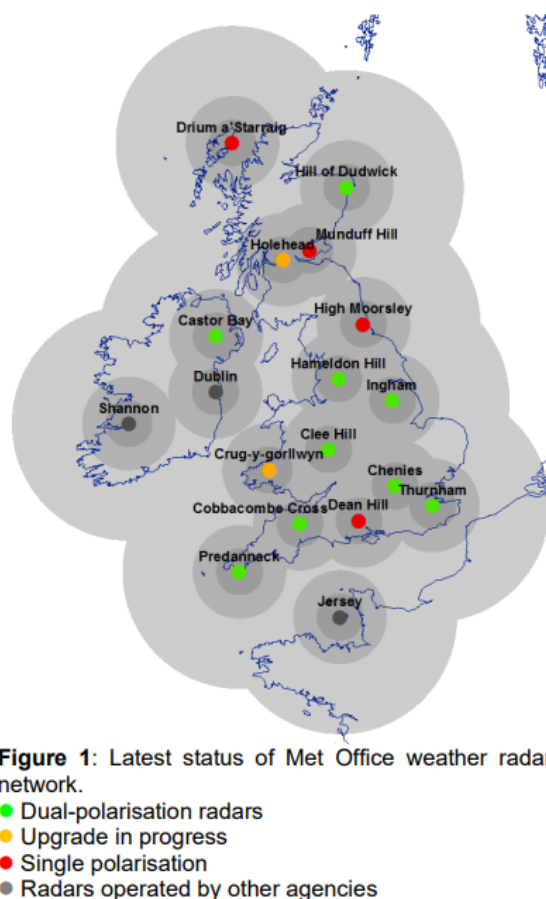 Drium a'Starraig
Hill of Dudwick
Munduff Hill
Holehead
High Moorsley
Castor Bay
Hameldon Hill
Dublin
Ingham
Shannon
Clee Hill
Crug-y-gorllwyn
Chenies
Thurnham
Cobbacombe Cross
Dean Hill
Predannack
Jersey
Figure 1: Latest status of Met Office weather radar
network.
Dual-polarisation radars
Upgrade in progress
Single polarisation
Radars operated by other agencies